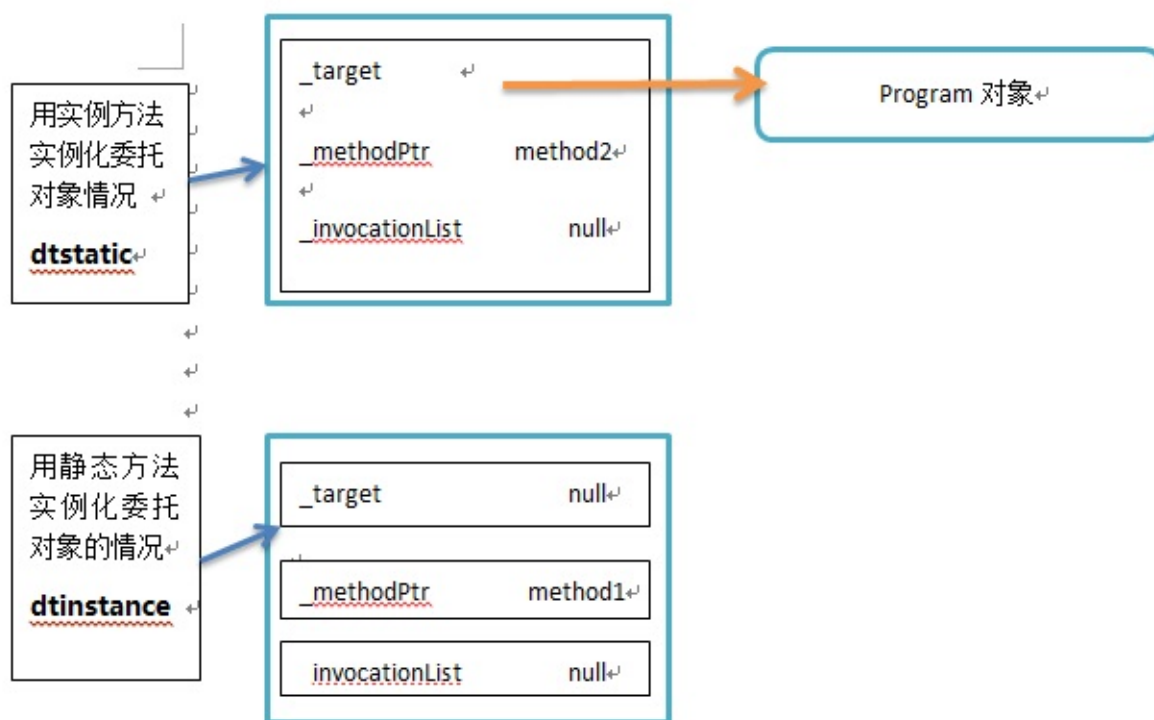 用实例方法
实例化委托
对象情况
dtstatic
_target
_methodPtr method2
_invocationList null
Program 对象
用静态方法
实例化委托
对象的情况
dtinstance
_target null
_methodPtr method1
invocationList null